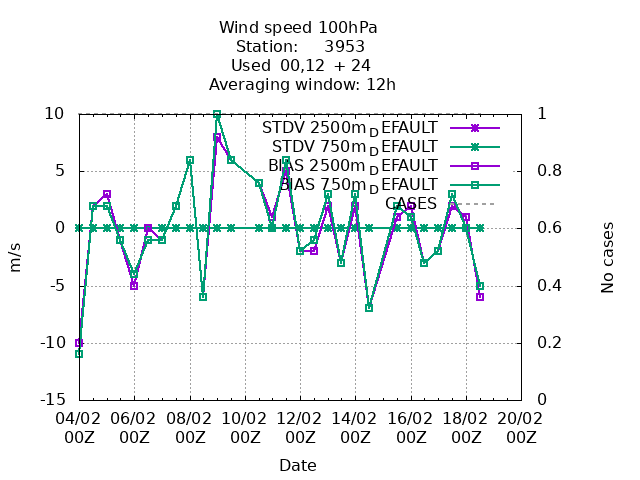 Wind speed 100hPa
Station: 3953
Used 00,12 + 24
Averaging window: 12h
10 1
STDV 2500m_DEFAULT
STDV 750m_DEFAULT
5 0.8
BIAS 2500m_DEFAULT
BIAS 750m_DEFAULT
CASES
0 0.6
m/s
No cases
-5 0.4
-10 0.2
-15 0
04/02 06/02 08/02 10/02 12/02 14/02 16/02 18/02 20/02
00Z 00Z 00Z 00Z 00Z 00Z 00Z 00Z 00Z
Date